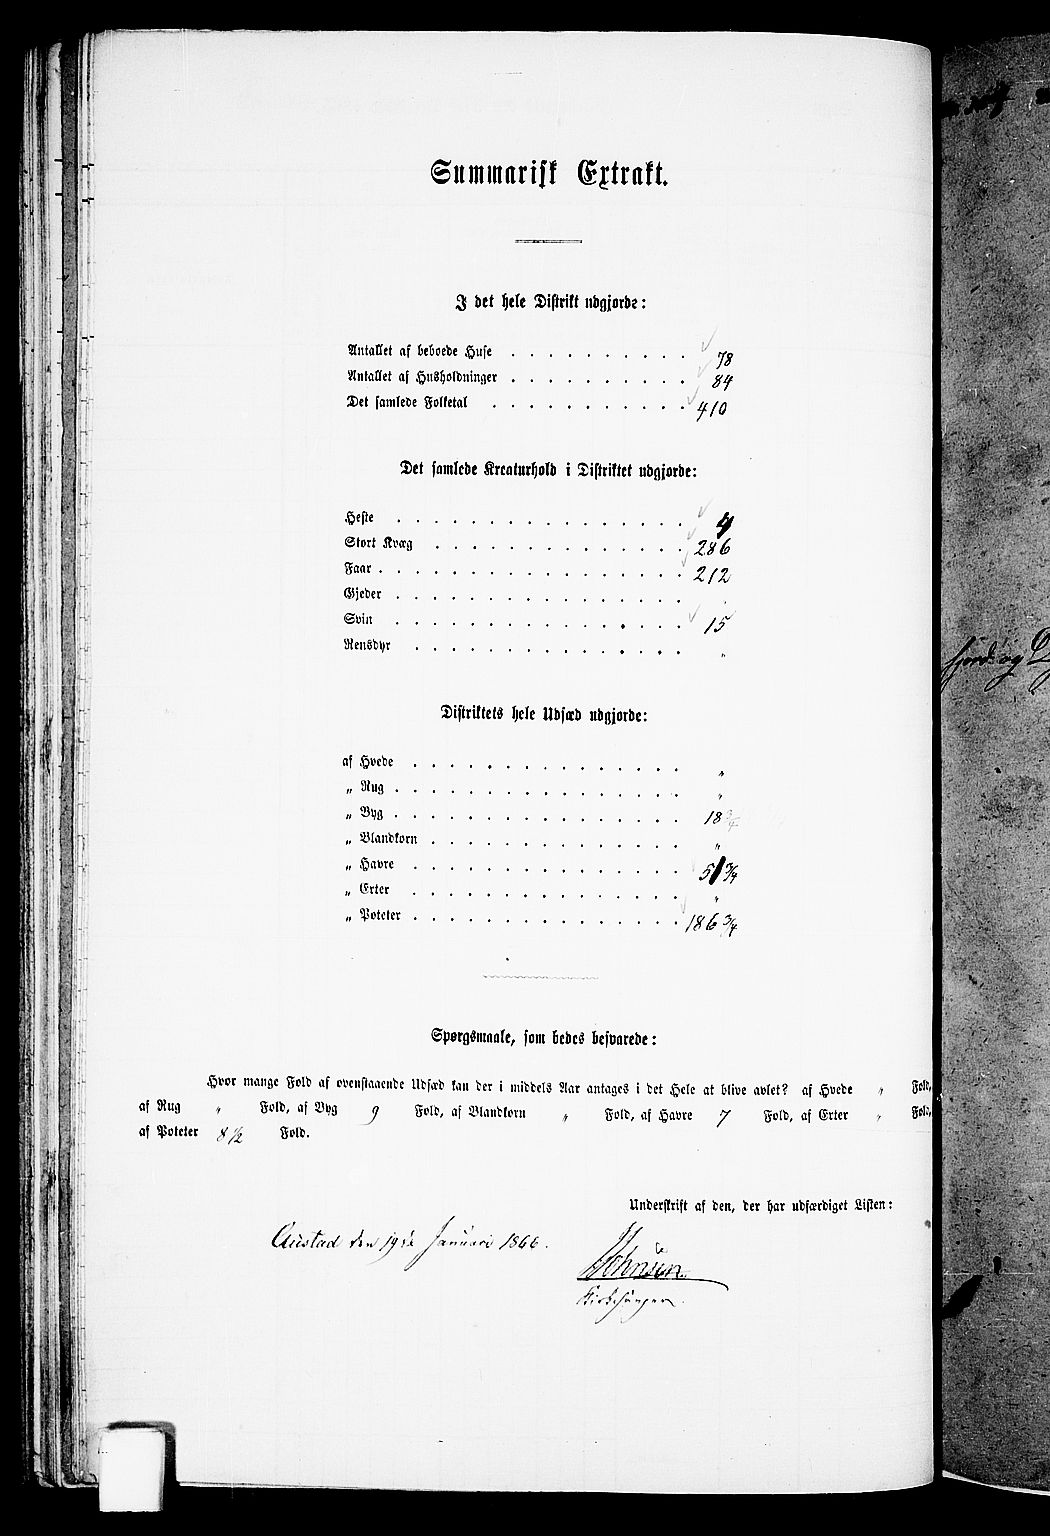 Summarisk Extrakt.
I det hele Distrikt udgjorde:
Antallet af beboede Huse . . . . . . . . . . 78
Antallet af Husholdninger . . . . . . . . . . 84
Det samlede Folketal . . . . . . . . . . . 410
Det samlede Kreaturhold i Distriktet udgjorde:
Heste . . . . . . . . . . . . . . . . 4
Stort Kvæg . . . . . . . . . . . . . . 286
Faar . . . . . . . . . . . . . . . . . 212
Gjeder . . . . . . . . . . . . . . . .
Svin . . . . . . . . . . . . . . . . 15
Rensdyr . . . . . . . . . . . . . . . „
Distriktets hele Udsæd udgjorde:
af Hvede . . . . . . . . . . . . . . . „
„ Rug . . . . . . . . . . . . . . . . „
„ Byg . . . . . . . . . . . . . . . . 18 3/4
„ Blandkorn . . . . . . . . . . . . . . „
„ Havre . . . . . . . . . . . . . . . 51 3/4
„ Erter . . . . . . . . . . . . . . . „
„ Poteter . . . . . . . . . . . . . . . 186 3/4
Spørgsmaale, som bedes besvarede:
Hvor mange Fold af ovenstaaende Udsæd kan der i middels Aar antages i det Hele at blive avlet? af Hvede „ Fold,
af Rug „ Fold, af Byg 9 Fold, af Blandkorn „ Fold, af Havre 7 Fold, af Erter „ Fold,
af Poteter 8 1/2 Fold.
Underskrift af den, der har udfærdiget Listen:
Austad den 19de Januari 1866.
Kirkesanger.